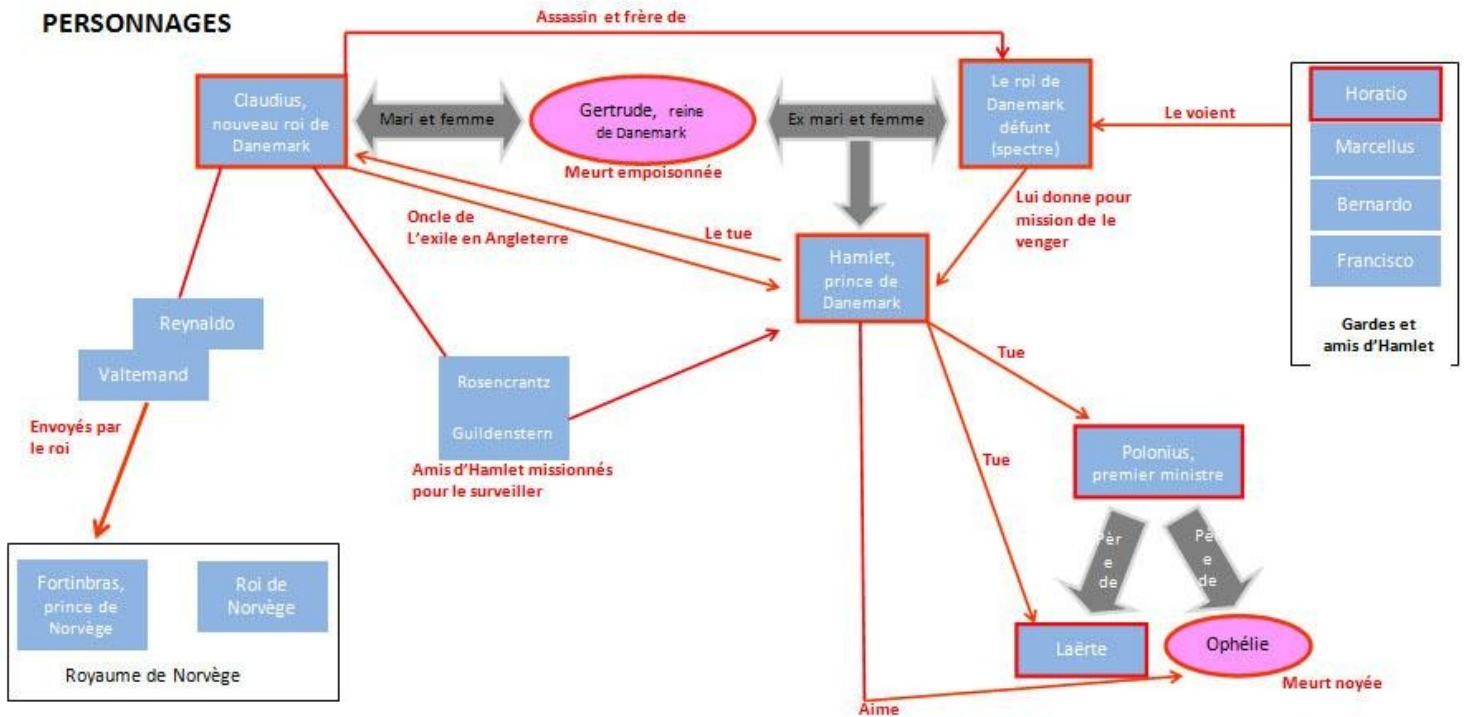 PERSONNAGES
Assassin et frère de
Claudius,
nouveau roi de
Danemark
Mari et femme
Gertrude, reine
de Danemark
Meurt empoisonnée
Ex mari et femme
Le roi de
Danemark
défunt
(spectre)
Le voient
Horatio
Marcellus
Bernardo
Francisco
Gardes et
amis d'Hamlet
Oncle de
L'exile en Angleterre
Le tue
Lui donne pour
mission de le
venger
Hamlet,
prince de
Danemark
Reynaldo
Valtemand
Envoyés par
le roi
Rosencrantz
Guildenstern
Amis d'Hamlet missionnés
pour le surveiller
Tue
Tue
Polonius,
premier ministre
Pèr
e
de
Pèr
e
de
Fortinbras,
prince de
Norvège
Roi de
Norvège
Royaume de Norvège
Laërte
Ophélie
Meurt noyée
Aime